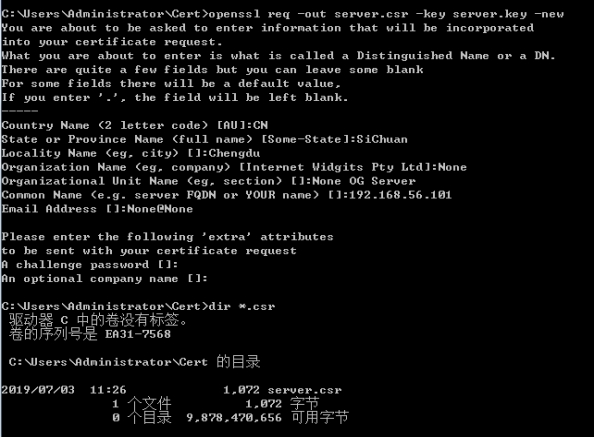 C:\Users\Administrator\Cert>openssl req -out server.csr -key server.key -new
You are about to be asked to enter information that will be incorporated
into your certificate request.
What you are about to enter is what is called a Distinguished Name or a DN.
There are quite a few fields but you can leave some blank
For some fields there will be a default value,
If you enter '.', the field will be left blank.
-----
Country Name (2 letter code) [AU]:CN
State or Province Name (full name) [Some-State]:SiChuan
Locality Name (eg, city) []:Chengdu
Organization Name (eg, company) [Internet Widgits Pty Ltd]:None
Organizational Unit Name (eg, section) []:None OG Server
Common Name (e.g. server FQDN or YOUR name) []:192.168.56.101
Email Address []:None@None
Please enter the following 'extra' attributes
to be sent with your certificate request
A challenge password []:
An optional company name []:
C:\Users\Administrator\Cert>dir *.csr
驱动器 C 中的卷没有标签。
卷的序列号是 EA31-7568
C:\Users\Administrator\Cert 的目录
2019/07/03 11:26 1,072 server.csr
1 个文件 1,072 字节
0 个目录 9,878,470,656 可用字节